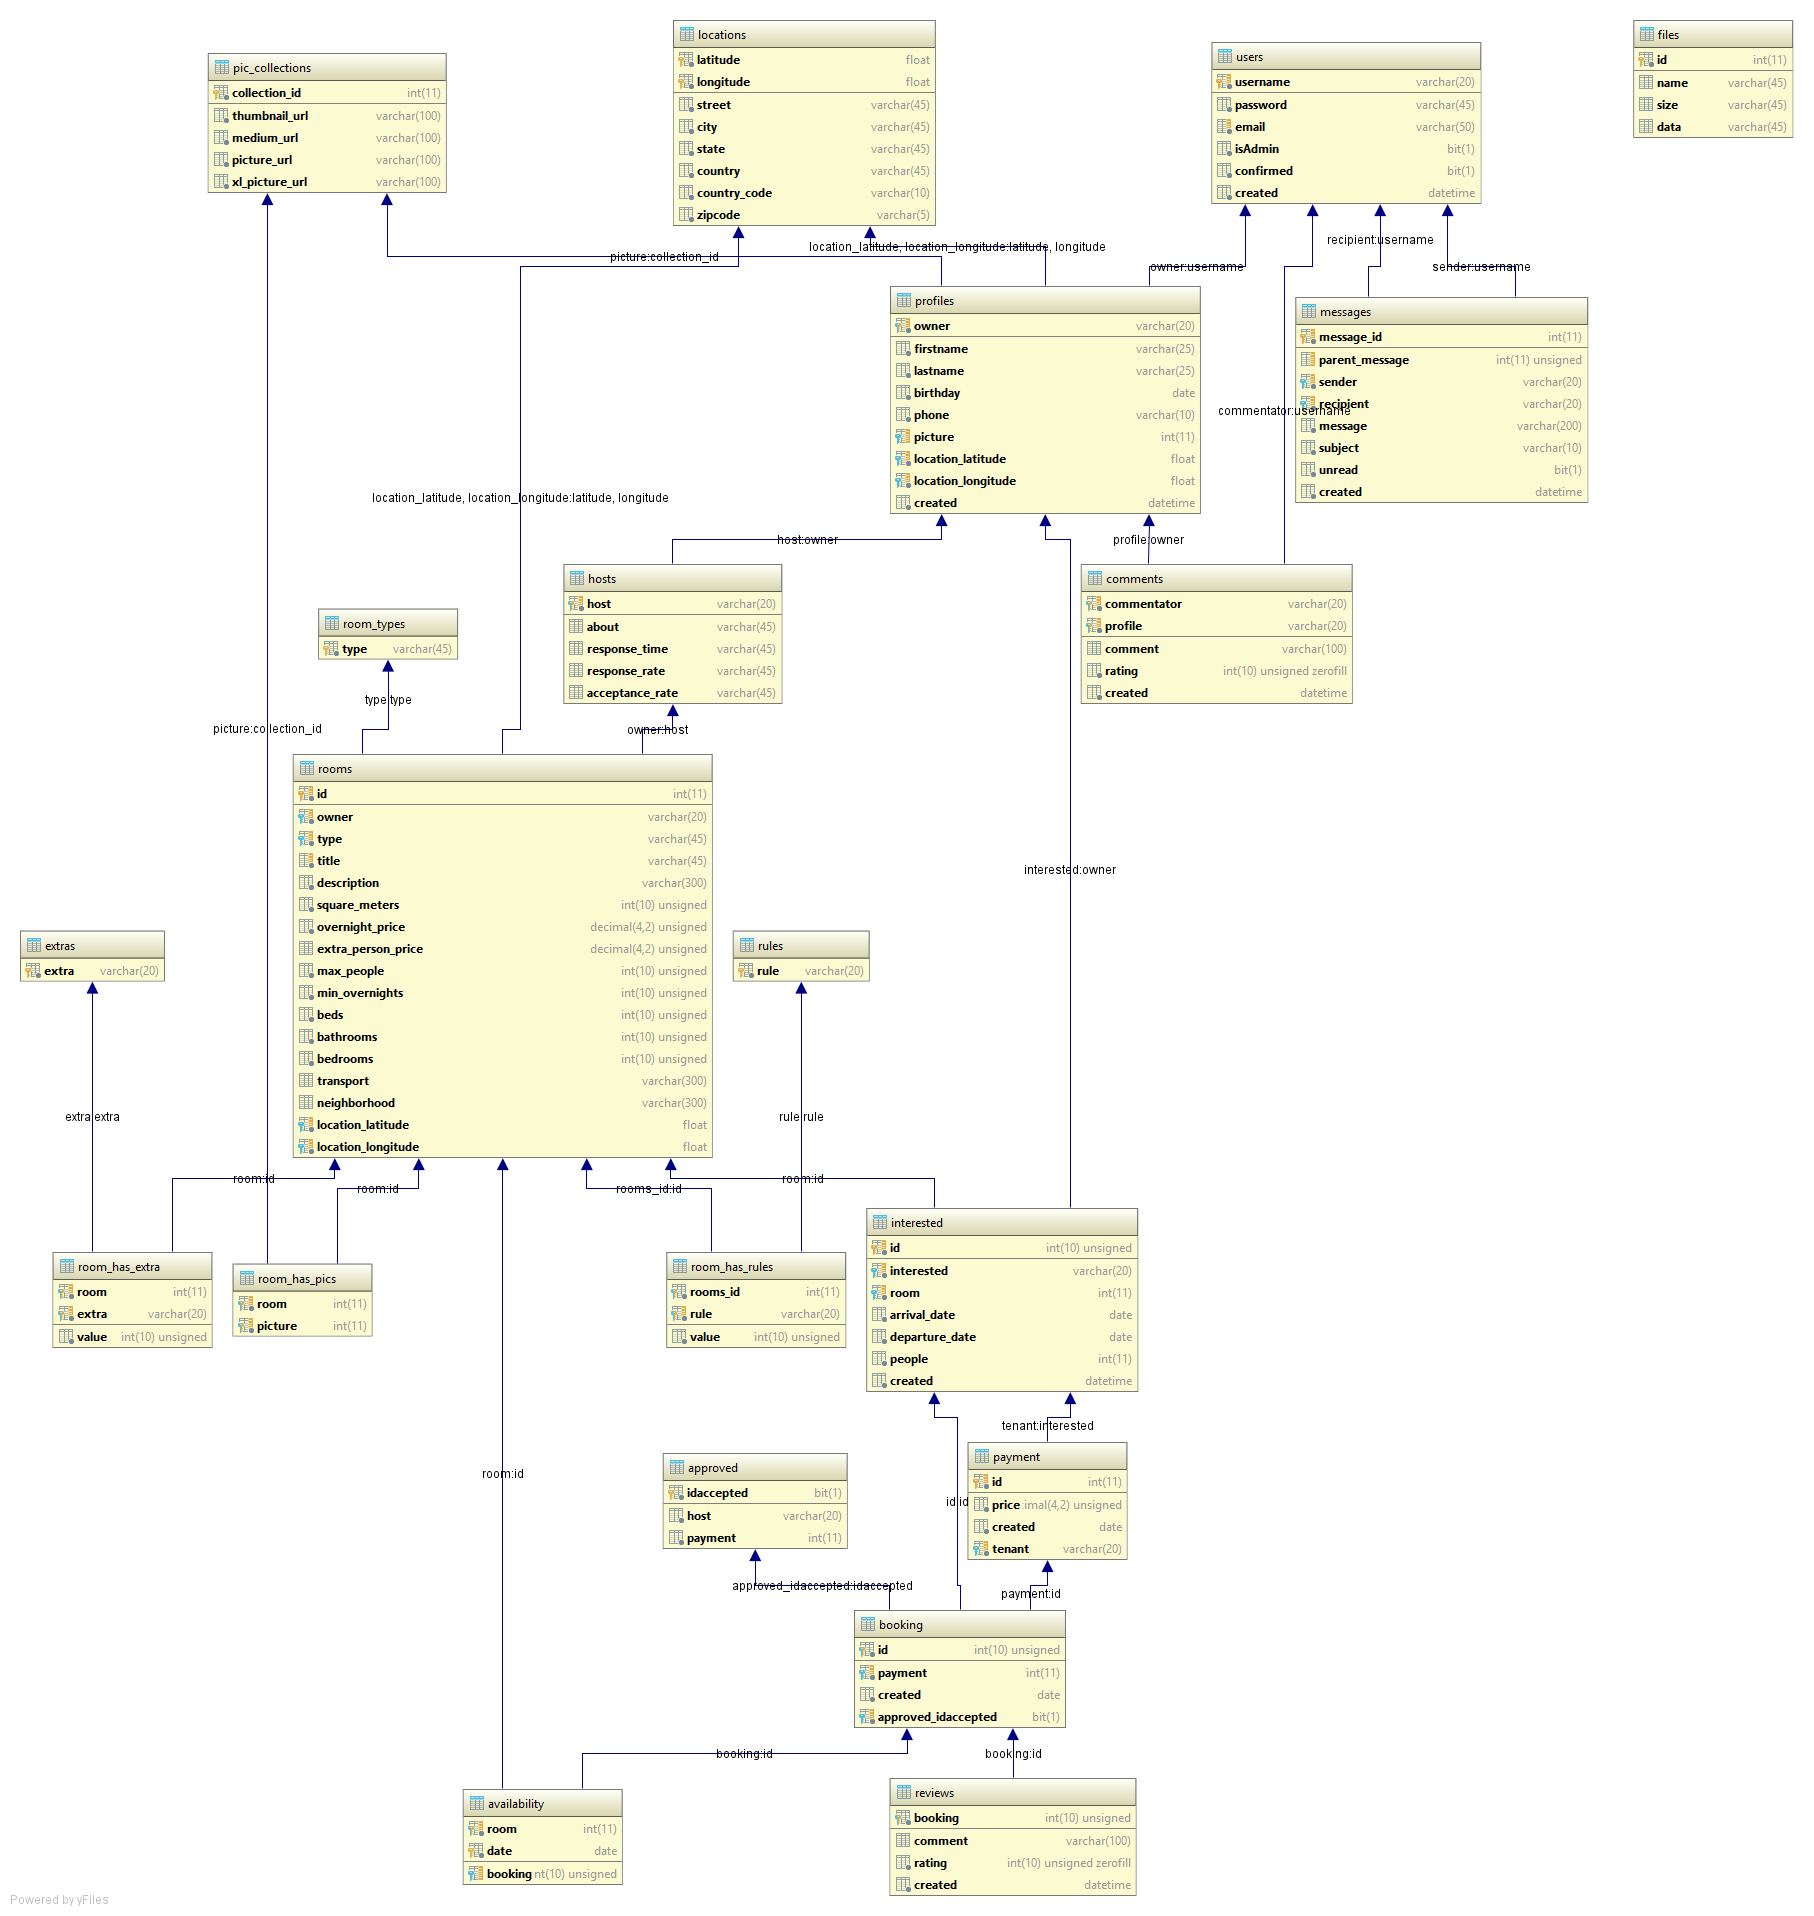 locations
latitude float
longitude float
street varchar(45)
city varchar(45)
state varchar(45)
country varchar(45)
country_code varchar(10)
zipcode varchar(5)
files
id int(11)
name varchar(45)
size varchar(45)
data varchar(45)
users
username varchar(20)
password varchar(45)
email varchar(50)
isAdmin bit(1)
confirmed bit(1)
created datetime
pic_collections
collection_id int(11)
thumbnail_url varchar(100)
medium_url varchar(100)
picture_url varchar(100)
xl_picture_url varchar(100)
recipient:username
location_latitude, location_longitude:latitude, longitude
picture:collection_id
owner:username
sender:username
profiles
owner varchar(20)
firstname varchar(25)
lastname varchar(25)
birthday date
phone varchar(10)
picture int(11)
location_latitude float
location_longitude float
created datetime
messages
message_id int(11)
parent_message int(11) unsigned
sender varchar(20)
recipient varchar(20)
message varchar(200)
subject varchar(10)
unread bit(1)
created datetime
commentator:username
location_latitude, location_longitude:latitude, longitude
host:owner
profile:owner
hosts
host varchar(20)
about varchar(45)
response_time varchar(45)
response_rate varchar(45)
acceptance_rate varchar(45)
comments
commentator varchar(20)
profile varchar(20)
comment varchar(100)
rating int(10) unsigned zerofill
created datetime
room_types
type varchar(45)
type:type
picture:collection_id
owner:host
rooms
id int(11)
owner varchar(20)
type varchar(45)
title varchar(45)
description varchar(300)
square_meters int(10) unsigned
overnight_price decimal(4,2) unsigned
extra_person_price decimal(4,2) unsigned
max_people int(10) unsigned
min_overnights int(10) unsigned
beds int(10) unsigned
bathrooms int(10) unsigned
bedrooms int(10) unsigned
transport varchar(300)
neighborhood varchar(300)
location_latitude float
location_longitude float
interested:owner
extras
extra varchar(20)
rules
rule varchar(20)
extra:extra
rule:rule
room:id
room:id
rooms_id:id
room:id
interested
id int(10) unsigned
interested varchar(20)
room int(11)
arrival_date date
departure_date date
people int(11)
created datetime
room_has_extra
room int(11)
extra varchar(20)
value int(10) unsigned
room_has_pics
room int(11)
picture int(11)
room_has_rules
rooms_id int(11)
rule varchar(20)
value int(10) unsigned
tenant:interested
payment
id int(11)
price imal(4,2) unsigned
created date
tenant varchar(20)
approved
idaccepted bit(1)
host varchar(20)
payment int(11)
room:id
id:id
approved_idaccepted:idaccepted
payment:id
booking
id int(10) unsigned
payment int(11)
created date
approved_idaccepted bit(1)
booking:id
booking:id
availability
room int(11)
date date
booking nt(10) unsigned
reviews
booking int(10) unsigned
comment varchar(100)
rating int(10) unsigned zerofill
created datetime
Powered by yFiles